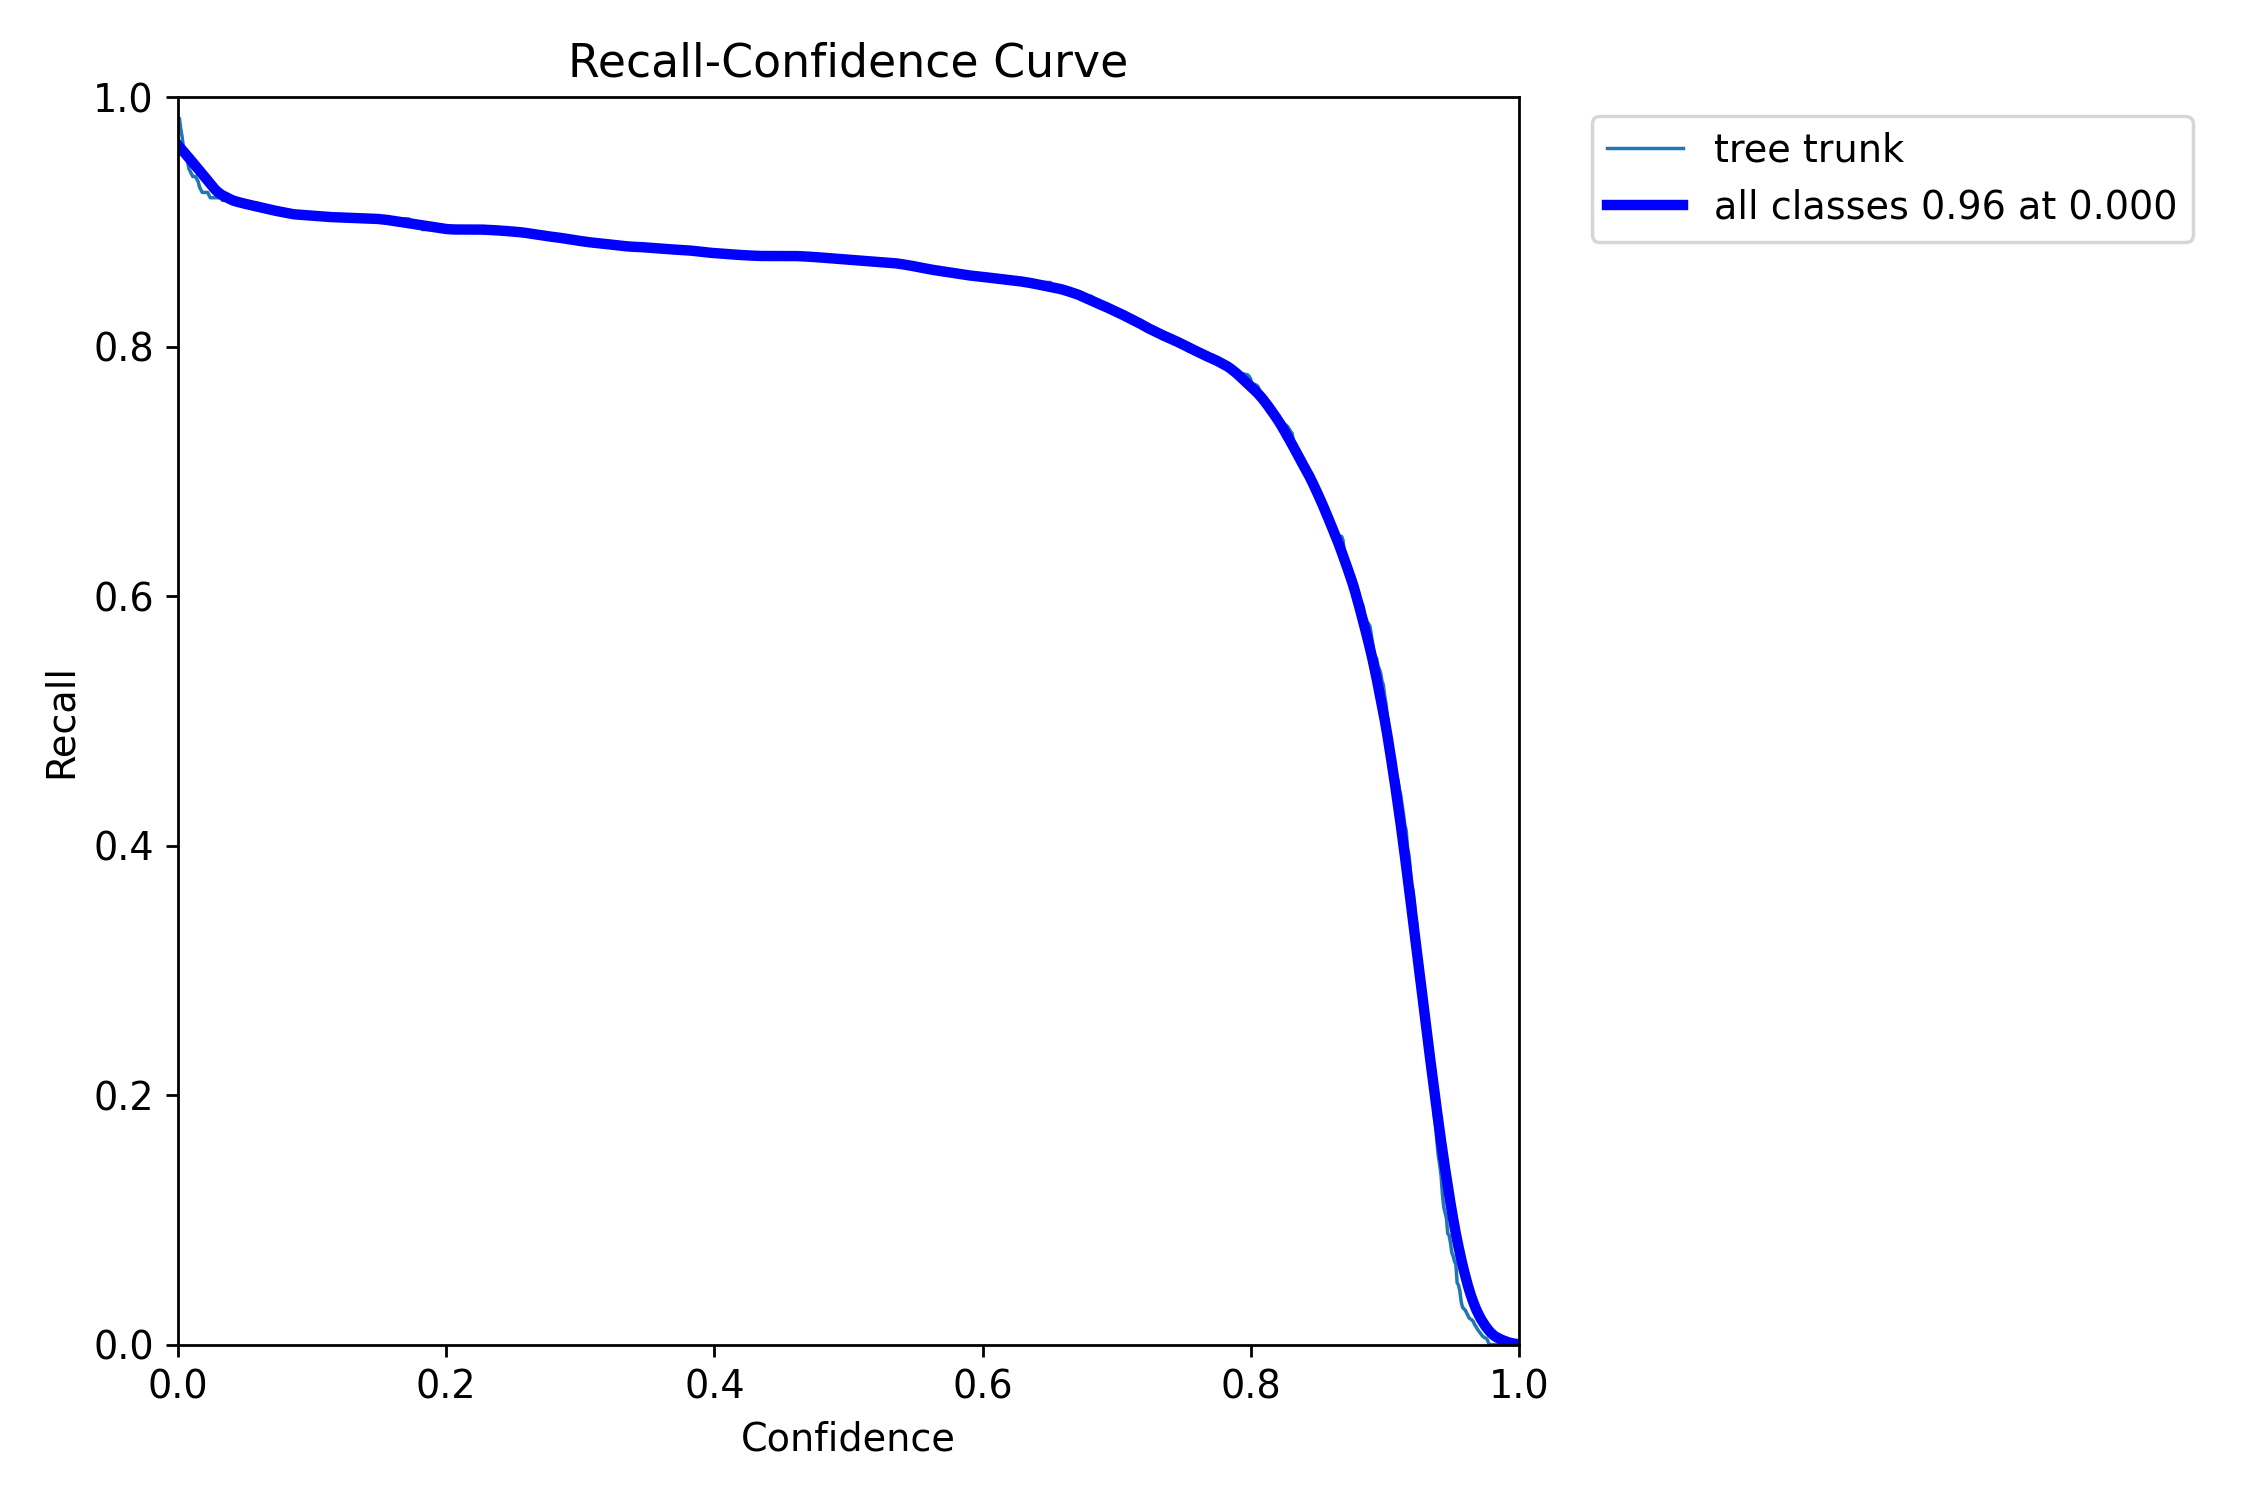 Recall-Confidence Curve
1.0
0.8
0.6
0.4
0.2
0.0
Recall
0.0 0.2 0.4 0.6 0.8 1.0
Confidence
tree trunk
all classes 0.96 at 0.000